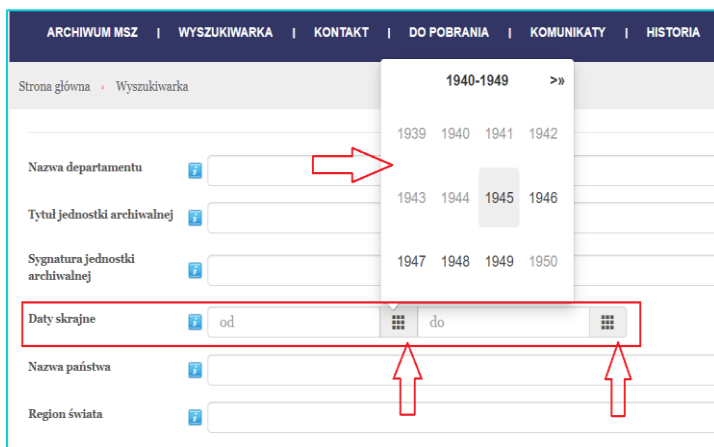 ARCHIWUM MSZ | WYSZUKIWARKA | KONTAKT | DO POBRANIA | KOMUNIKATY | HISTORIA
Strona główna › Wyszukiwarka
1940-1949 >»
1939 1940 1941 1942
1943 1944 1945 1946
1947 1948 1949 1950
Nazwa departamentu i
Tytuł jednostki archiwalnej i
Sygnatura jednostki
archiwalnej i
Daty skrajne i od do
Nazwa państwa i
Region świata i